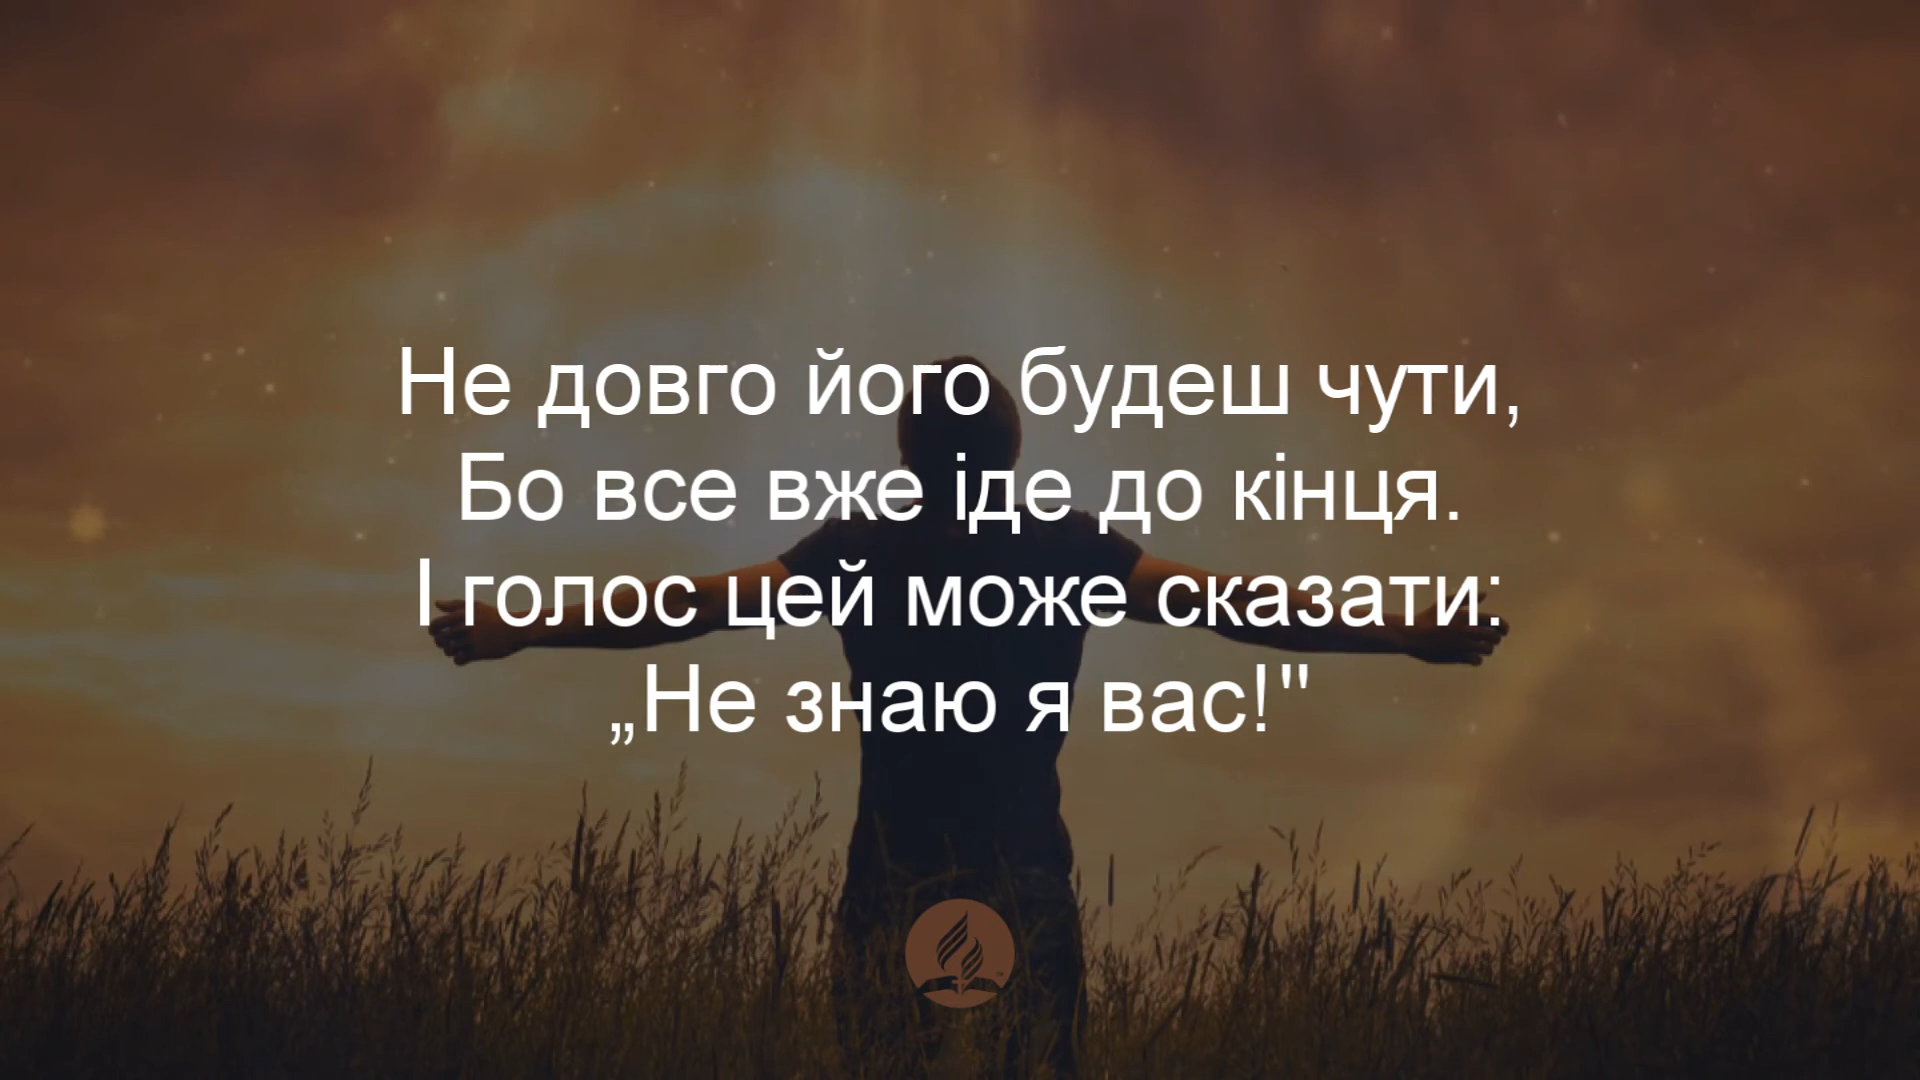 Не довго його будеш чути,
Бо все вже іде до кінця.
І голос цей може сказати:
„Не знаю я вас!"